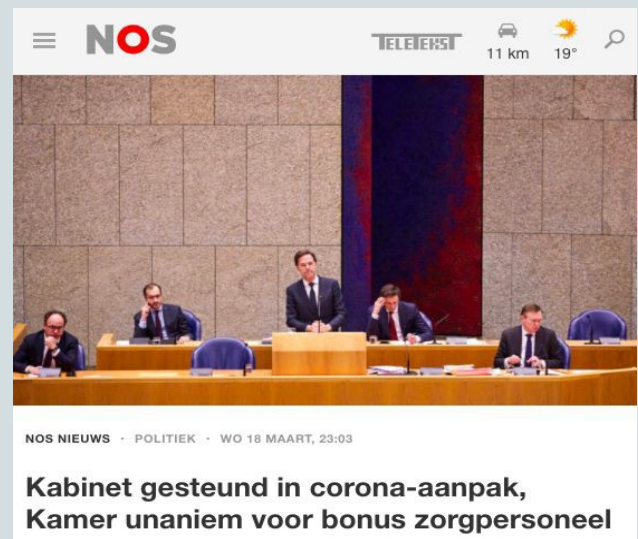 NOS
TELETEKST
11 km
19°
NOS NIEUWS · POLITIEK · WO 18 MAART, 23:03
Kabinet gesteund in corona-aanpak,
Kamer unaniem voor bonus zorgpersoneel